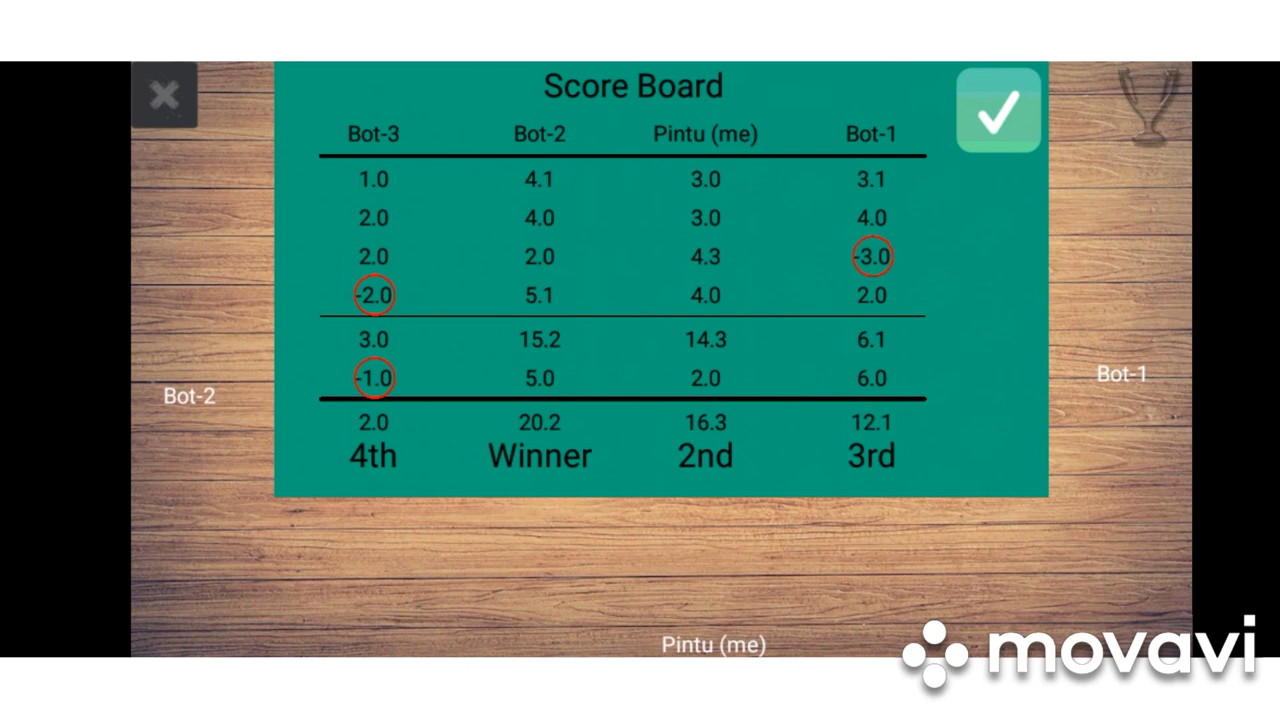 Score Board
Bot-3 Bot-2 Pintu (me) Bot-1
1.0 4.1 3.0 3.1
2.0 4.0 3.0 4.0
2.0 2.0 4.3 -3.0
-2.0 5.1 4.0 2.0
3.0 15.2 14.3 6.1
-1.0 5.0 2.0 6.0
2.0 20.2 16.3 12.1
4th Winner 2nd 3rd
Bot-2
Bot-1
Pintu (me)
movavi